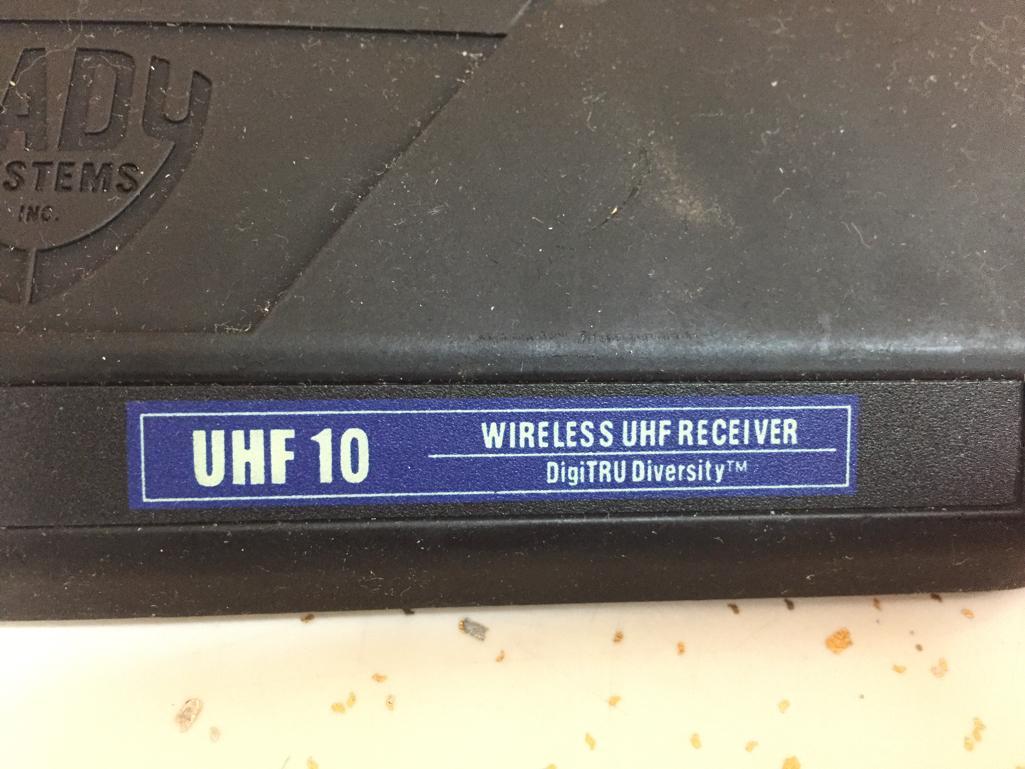 ADY
STEMS
INC.
UHF 10
WIRELESS UHF RECEIVER
DigiTRU Diversity™